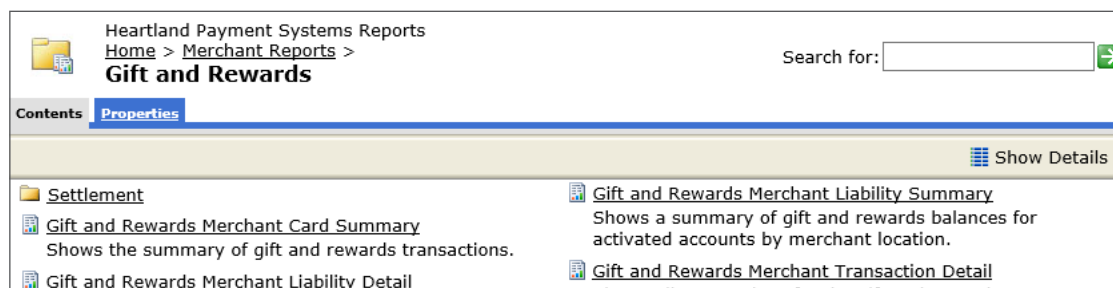 Heartland Payment Systems Reports
Home > Merchant Reports >
Gift and Rewards
Search for:
Contents Properties
Show Details
Settlement
Gift and Rewards Merchant Card Summary
Shows the summary of gift and rewards transactions.
Gift and Rewards Merchant Liability Detail
Gift and Rewards Merchant Liability Summary
Shows a summary of gift and rewards balances for
activated accounts by merchant location.
Gift and Rewards Merchant Transaction Detail